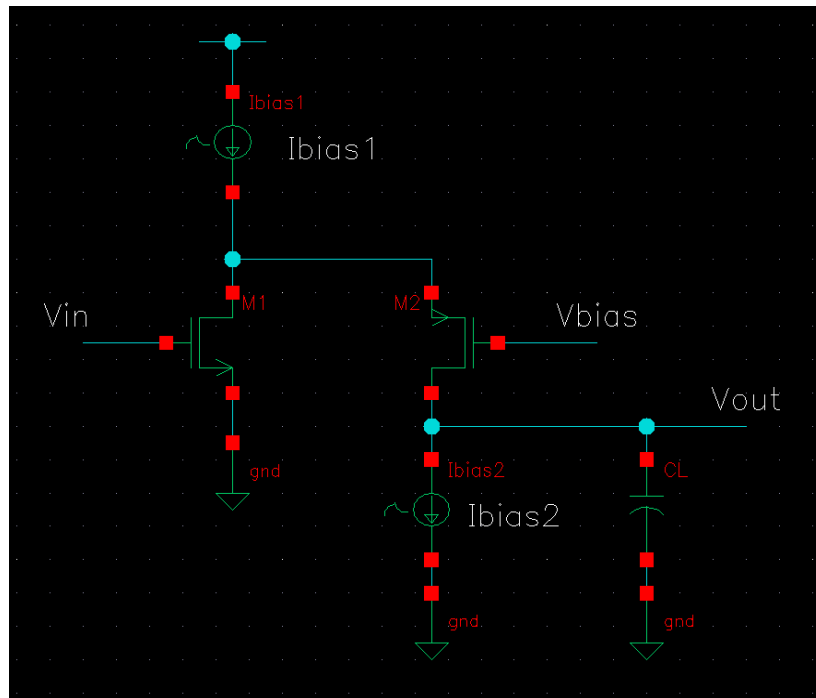 Ibias1
Ibias1
M1
M2
Vin
Vbias
Vout
gnd
Ibias2
CL
Ibias2
gnd
gnd